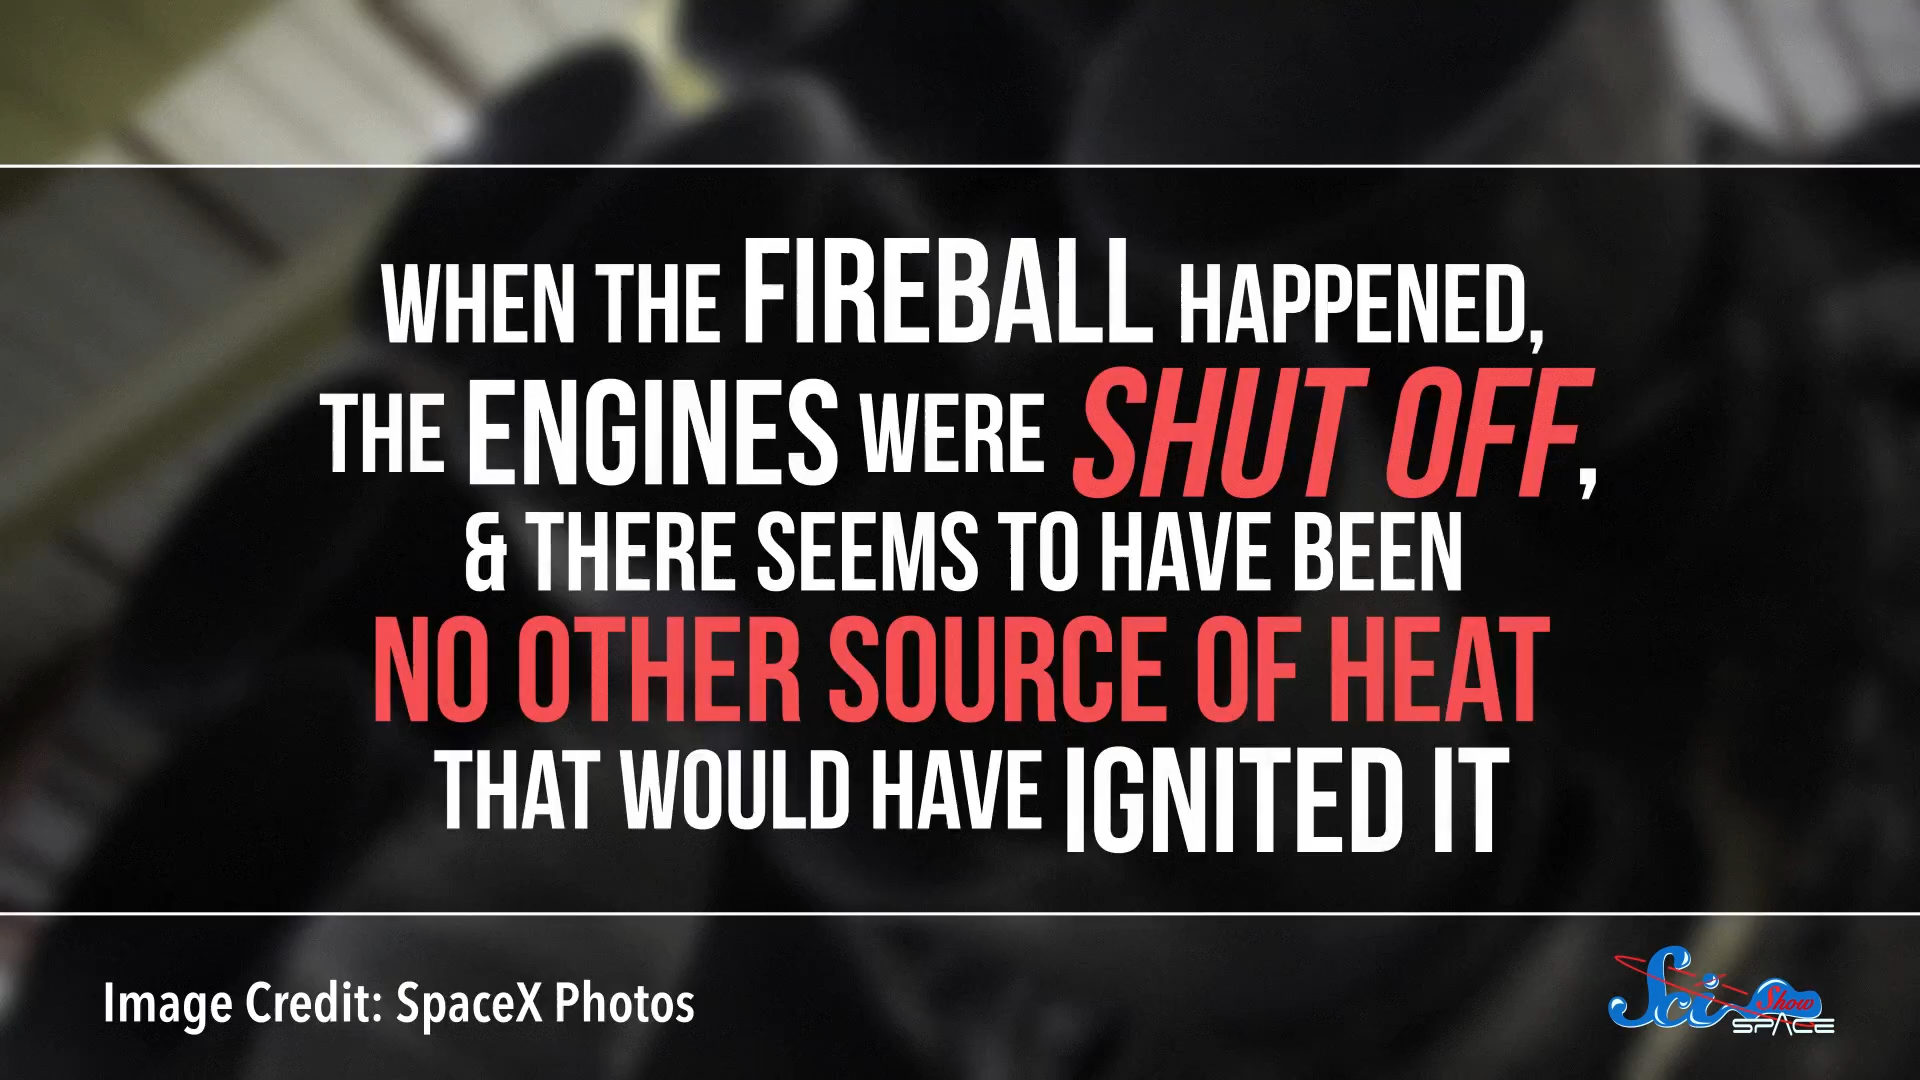 WHEN THE FIREBALL HAPPENED,
THE ENGINES WERE SHUT OFF,
& THERE SEEMS TO HAVE BEEN
NO OTHER SOURCE OF HEAT
THAT WOULD HAVE IGNITED IT
Image Credit: SpaceX Photos
Sci Show
SPACE